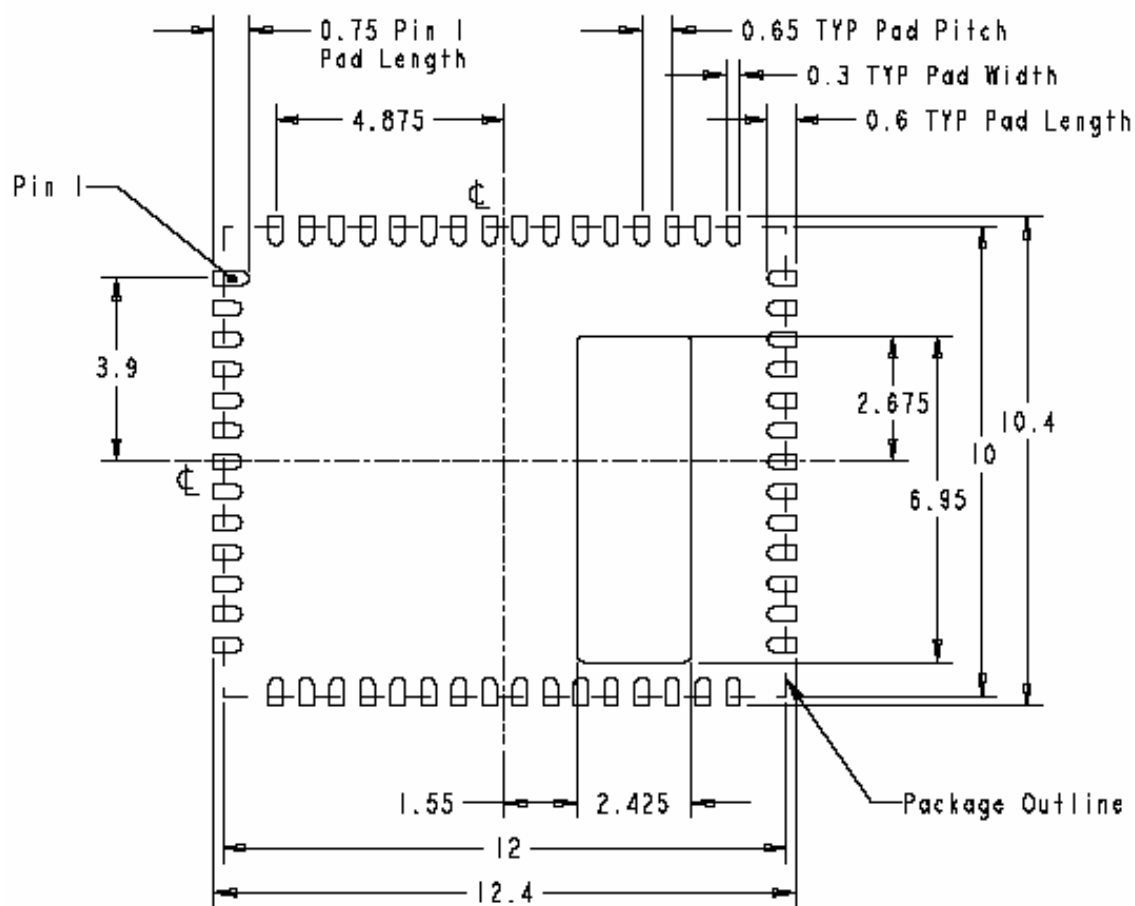 0.75 Pin 1
Pad Length
0.65 TYP Pad Pitch
0.3 TYP Pad Width
4.875
0.6 TYP Pad Length
Pin 1
℄
3.9
2.675
10.4
10
℄
6.95
1.55
2.425
Package Outline
12
12.4